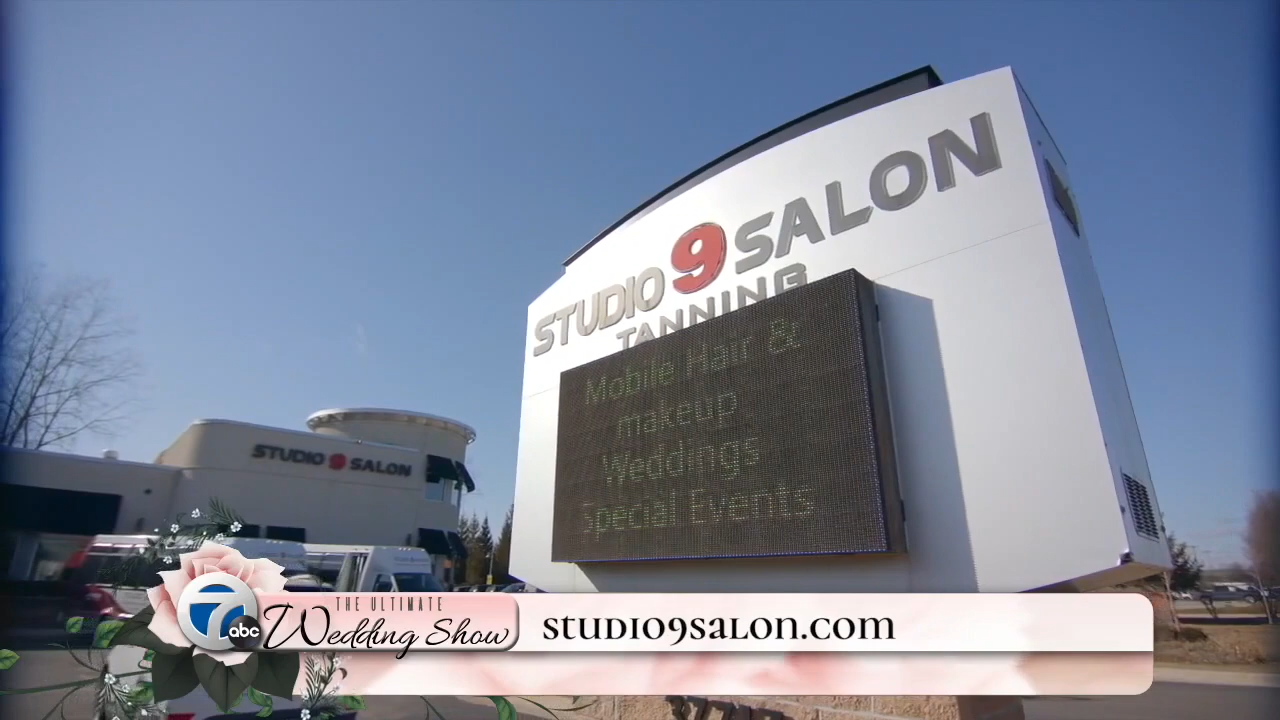 STUDIO 9 SALON
TANNING
Mobile Hair &
makeup
Weddings
Special Events
STUDIO 9 SALON
7
abc
THE ULTIMATE
Wedding Show
studio9salon.com